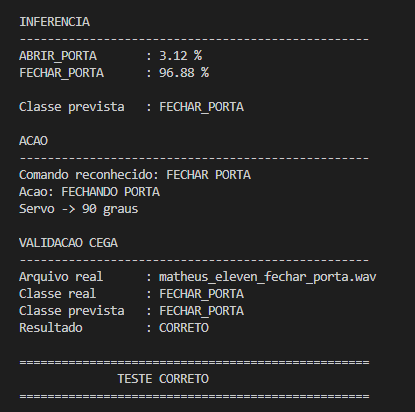 INFERENCIA
--------------------------------------------------
ABRIR_PORTA       : 3.12 %
FECHAR_PORTA      : 96.88 %

Classe prevista   : FECHAR_PORTA

ACAO
--------------------------------------------------
Comando reconhecido: FECHAR PORTA
Acao: FECHANDO PORTA
Servo -> 90 graus

VALIDACAO CEGA
--------------------------------------------------
Arquivo real      : matheus_eleven_fechar_porta.wav
Classe real       : FECHAR_PORTA
Classe prevista   : FECHAR_PORTA
Resultado         : CORRETO

==================================================
              TESTE CORRETO
==================================================